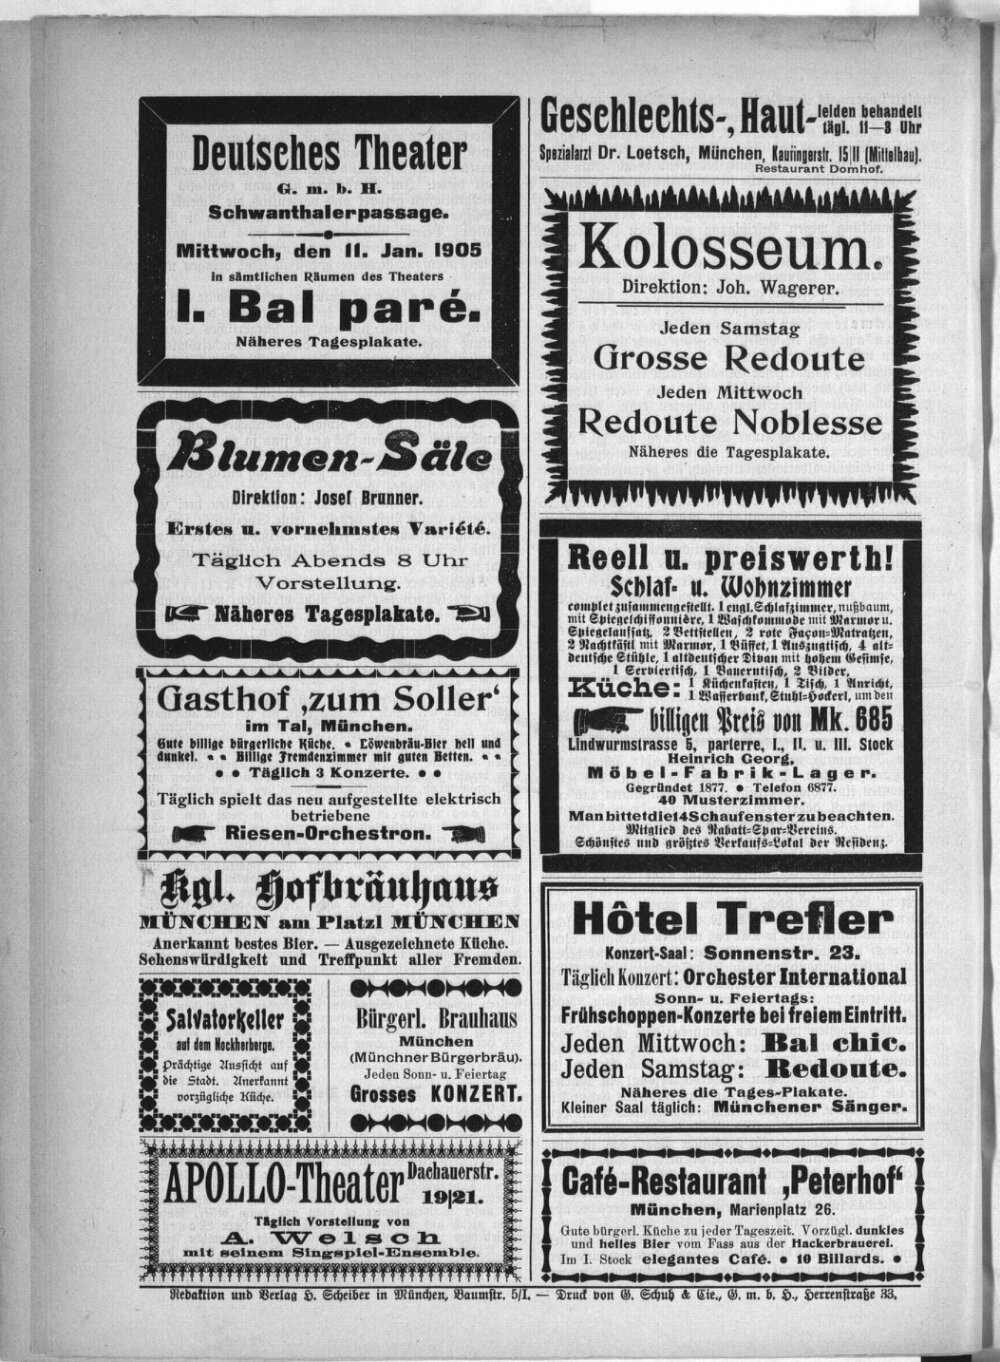 Deutsches Theater
G. m. b. H.
Schwanthalerpassage.
Mittwoch, den 11. Jan. 1905
In sämtlichen Räumen des Theaters
I. Bal paré.
Näheres Tagesplakate.
Blumen-Säle
Direktion: Josef Brunner.
Erstes u. vornehmstes Variété.
Täglich Abends 8 Uhr
Vorstellung.
Näheres Tagesplakate.
Gasthof ‚zum Soller‘
im Tal, München.
Gute billige bürgerliche Küche. • Löwenbräu-Bier hell und
dunkel. • • Billige Fremdenzimmer mit guten Betten. • •
• • Täglich 3 Konzerte. • •
Täglich spielt das neu aufgestellte elektrisch
betriebene
Riesen-Orchestron.
Kgl. Hofbräuhaus
MÜNCHEN am Platzl MÜNCHEN
Anerkannt bestes Bier. — Ausgezeichnete Küche.
Sehenswürdigkeit und Treffpunkt aller Fremden.
Salvatorkeller
auf dem Nockherberge.
Prächtige Aussicht auf
die Stadt. Anerkannt
vorzügliche Küche.
Bürgerl. Brauhaus
München
(Münchner Bürgerbräu).
Jeden Sonn- u. Feiertag
Grosses KONZERT.
APOLLO-Theater Dachauerstr.
19|21.
Täglich Vorstellung von
A. Welsch
mit seinem Singspiel-Ensemble.
Geschlechts-, Haut- leiden behandelt
tägl. 11—8 Uhr
Spezialarzt Dr. Loetsch, München, Kaufingerstr. 15|II (Mittelbau).
Restaurant Domhof.
Kolosseum.
Direktion: Joh. Wagerer.
Jeden Samstag
Grosse Redoute
Jeden Mittwoch
Redoute Noblesse
Näheres die Tagesplakate.
Reell u. preiswerth!
Schlaf- u. Wohnzimmer
complet zusammengestellt. 1 engl. Schlafzimmer, nußbaum,
mit Spiegelchiffonnière, 1 Waschkommode mit Marmor u.
Spiegelaufsatz, 2 Bettstellen, 2 rote Façon-Matratzen,
2 Nachtkästl mit Marmor, 1 Büffet, 1 Auszugtisch, 4 alt-
deutsche Stühle, 1 altdeutscher Divan mit hohem Gesimse,
1 Serviertisch, 1 Bauerntisch, 2 Bilder,
Küche: 1 Küchenkasten, 1 Tisch, 1 Anricht,
1 Wasserbank, Stuhl-Hockerl, um den
billigen Preis von Mk. 685
Lindwurmstrasse 5, parterre, I., II. u. III. Stock
Heinrich Georg,
Möbel-Fabrik-Lager.
Gegründet 1877. • Telefon 6877.
40 Musterzimmer.
Man bittet die 14 Schaufenster zu beachten.
Mitglied des Rabatt-Spar-Vereins.
Schönstes und größtes Verkaufs-Lokal der Residenz.
Hôtel Trefler
Konzert-Saal: Sonnenstr. 23.
Täglich Konzert: Orchester International
Sonn- u. Feiertags:
Frühschoppen-Konzerte bei freiem Eintritt.
Jeden Mittwoch: Bal chic.
Jeden Samstag: Redoute.
Näheres die Tages-Plakate.
Kleiner Saal täglich: Münchener Sänger.
Café-Restaurant ‚Peterhof‘
München, Marienplatz 26.
Gute bürgerl. Küche zu jeder Tageszeit. Vorzügl. dunkles
und helles Bier vom Fass aus der Hackerbrauerei.
Im I. Stock elegantes Café. • 10 Billards. •
Redaktion und Verlag H. Scheiber in München, Baumstr. 5/I. — Druck von G. Schuh & Cie., G. m. b. H., Herrenstraße 33.